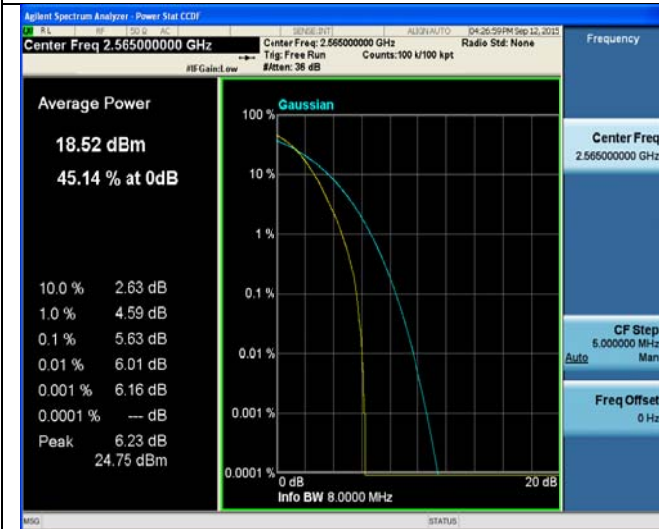 Agilent Spectrum Analyzer - Power Stat CCDF
RL RF 50 Ω AC SENSE:INT ALIGN AUTO 04:26:59 PM Sep 12, 2015
Center Freq 2.565000000 GHz
Center Freq: 2.565000000 GHz
Radio Std: None
Trig: Free Run Counts:100 k/100 kpt
#IFGain:Low
#Atten: 36 dB
Frequency
Average Power
18.52 dBm
45.14 % at 0dB
10.0 % 2.63 dB
1.0 % 4.59 dB
0.1 % 5.63 dB
0.01 % 6.01 dB
0.001 % 6.16 dB
0.0001 % --- dB
Peak 6.23 dB
24.75 dBm
Gaussian
100 %
10 %
1 %
0.1 %
0.01 %
0.001 %
0.0001 %
0 dB 20 dB
Info BW 8.0000 MHz
Center Freq
2.565000000 GHz
CF Step
5.000000 MHz
Auto Man
Freq Offset
0 Hz
MSG STATUS